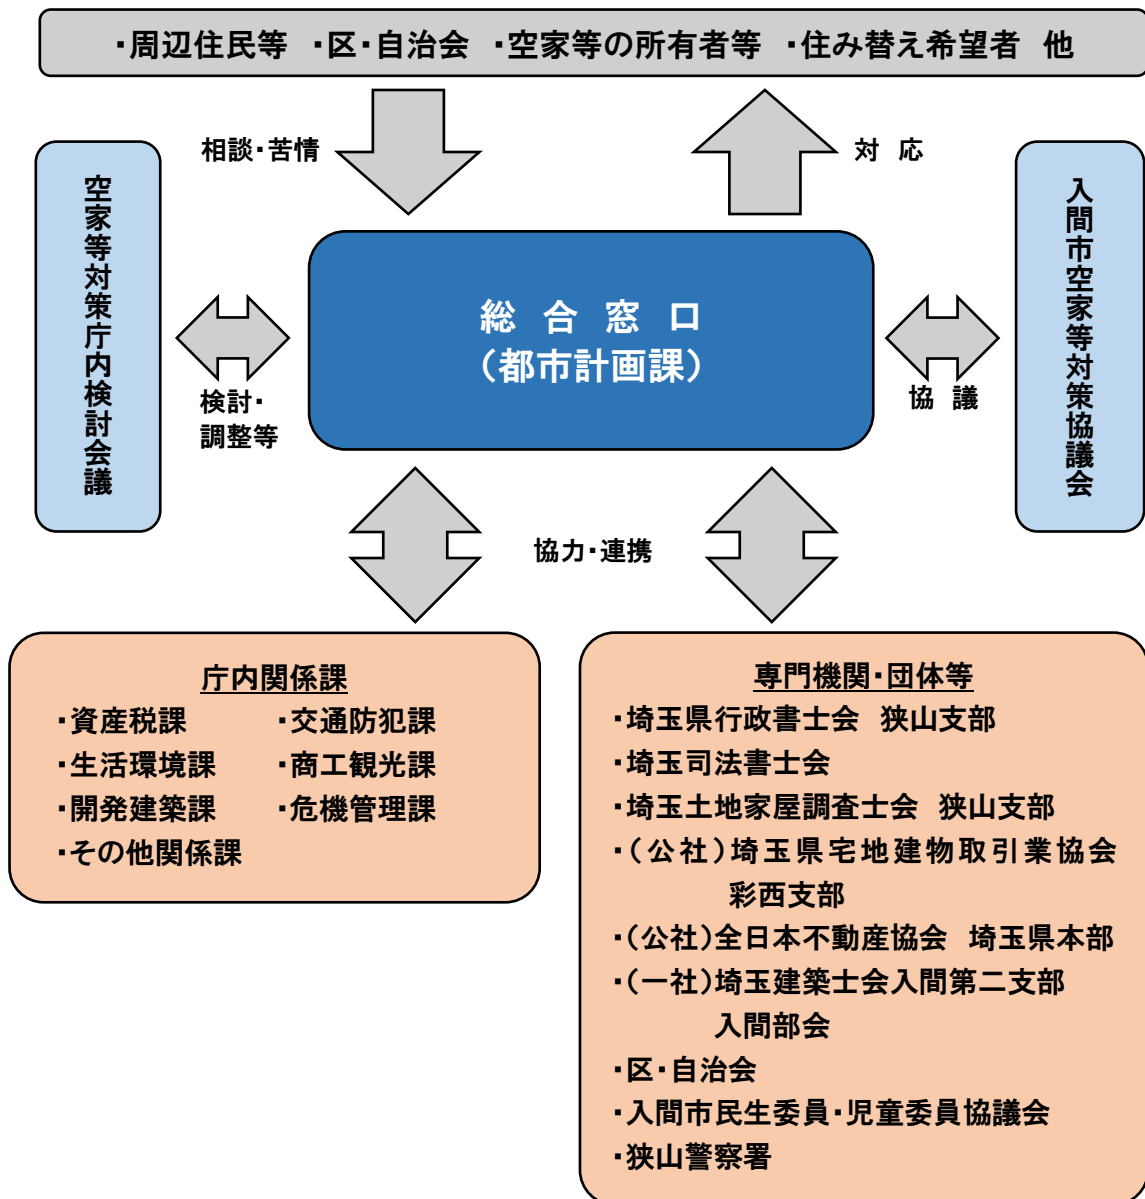 ・周辺住民等 ・区・自治会 ・空家等の所有者等 ・住み替え希望者 他
相談・苦情
対 応
空家等対策庁内検討会議
総 合 窓 口
（都市計画課）
入間市空家等対策協議会
検討・
調整等
協 議
協力・連携
庁内関係課
・資産税課 ・交通防犯課
・生活環境課 ・商工観光課
・開発建築課 ・危機管理課
・その他関係課
専門機関・団体等
・埼玉県行政書士会 狭山支部
・埼玉司法書士会
・埼玉土地家屋調査士会 狭山支部
・（公社）埼玉県宅地建物取引業協会
彩西支部
・（公社）全日本不動産協会 埼玉県本部
・（一社）埼玉建築士会入間第二支部
入間部会
・区・自治会
・入間市民生委員・児童委員協議会
・狭山警察署